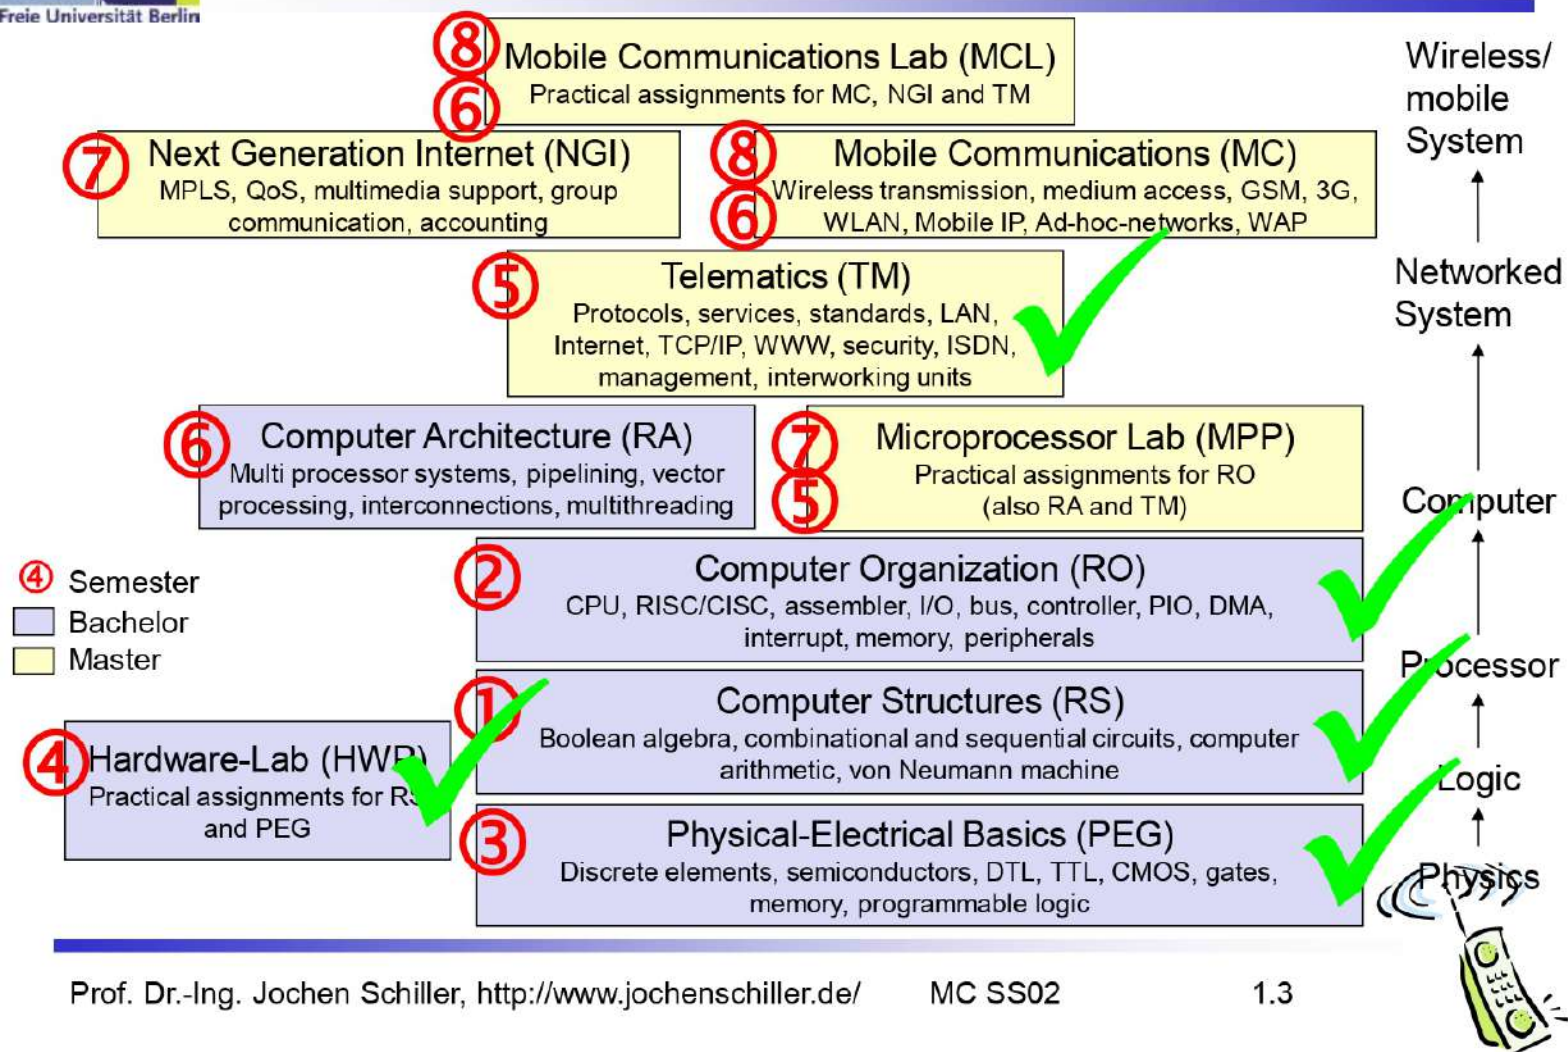 Freie Universität Berlin
8
6
Mobile Communications Lab (MCL)
Practical assignments for MC, NGI and TM
7
Next Generation Internet (NGI)
MPLS, QoS, multimedia support, group
communication, accounting
8
6
Mobile Communications (MC)
Wireless transmission, medium access, GSM, 3G,
WLAN, Mobile IP, Ad-hoc-networks, WAP
5
Telematics (TM)
Protocols, services, standards, LAN,
Internet, TCP/IP, WWW, security, ISDN,
management, interworking units
6
Computer Architecture (RA)
Multi processor systems, pipelining, vector
processing, interconnections, multithreading
7
5
Microprocessor Lab (MPP)
Practical assignments for RO
(also RA and TM)
2
Computer Organization (RO)
CPU, RISC/CISC, assembler, I/O, bus, controller, PIO, DMA,
interrupt, memory, peripherals
1
Computer Structures (RS)
Boolean algebra, combinational and sequential circuits, computer
arithmetic, von Neumann machine
4
Hardware-Lab (HWP)
Practical assignments for RS
and PEG
3
Physical-Electrical Basics (PEG)
Discrete elements, semiconductors, DTL, TTL, CMOS, gates,
memory, programmable logic
4 Semester
Bachelor
Master
Wireless/
mobile
System
Networked
System
Computer
Processor
Logic
Physics
Prof. Dr.-Ing. Jochen Schiller, http://www.jochenschiller.de/ MC SS02 1.3